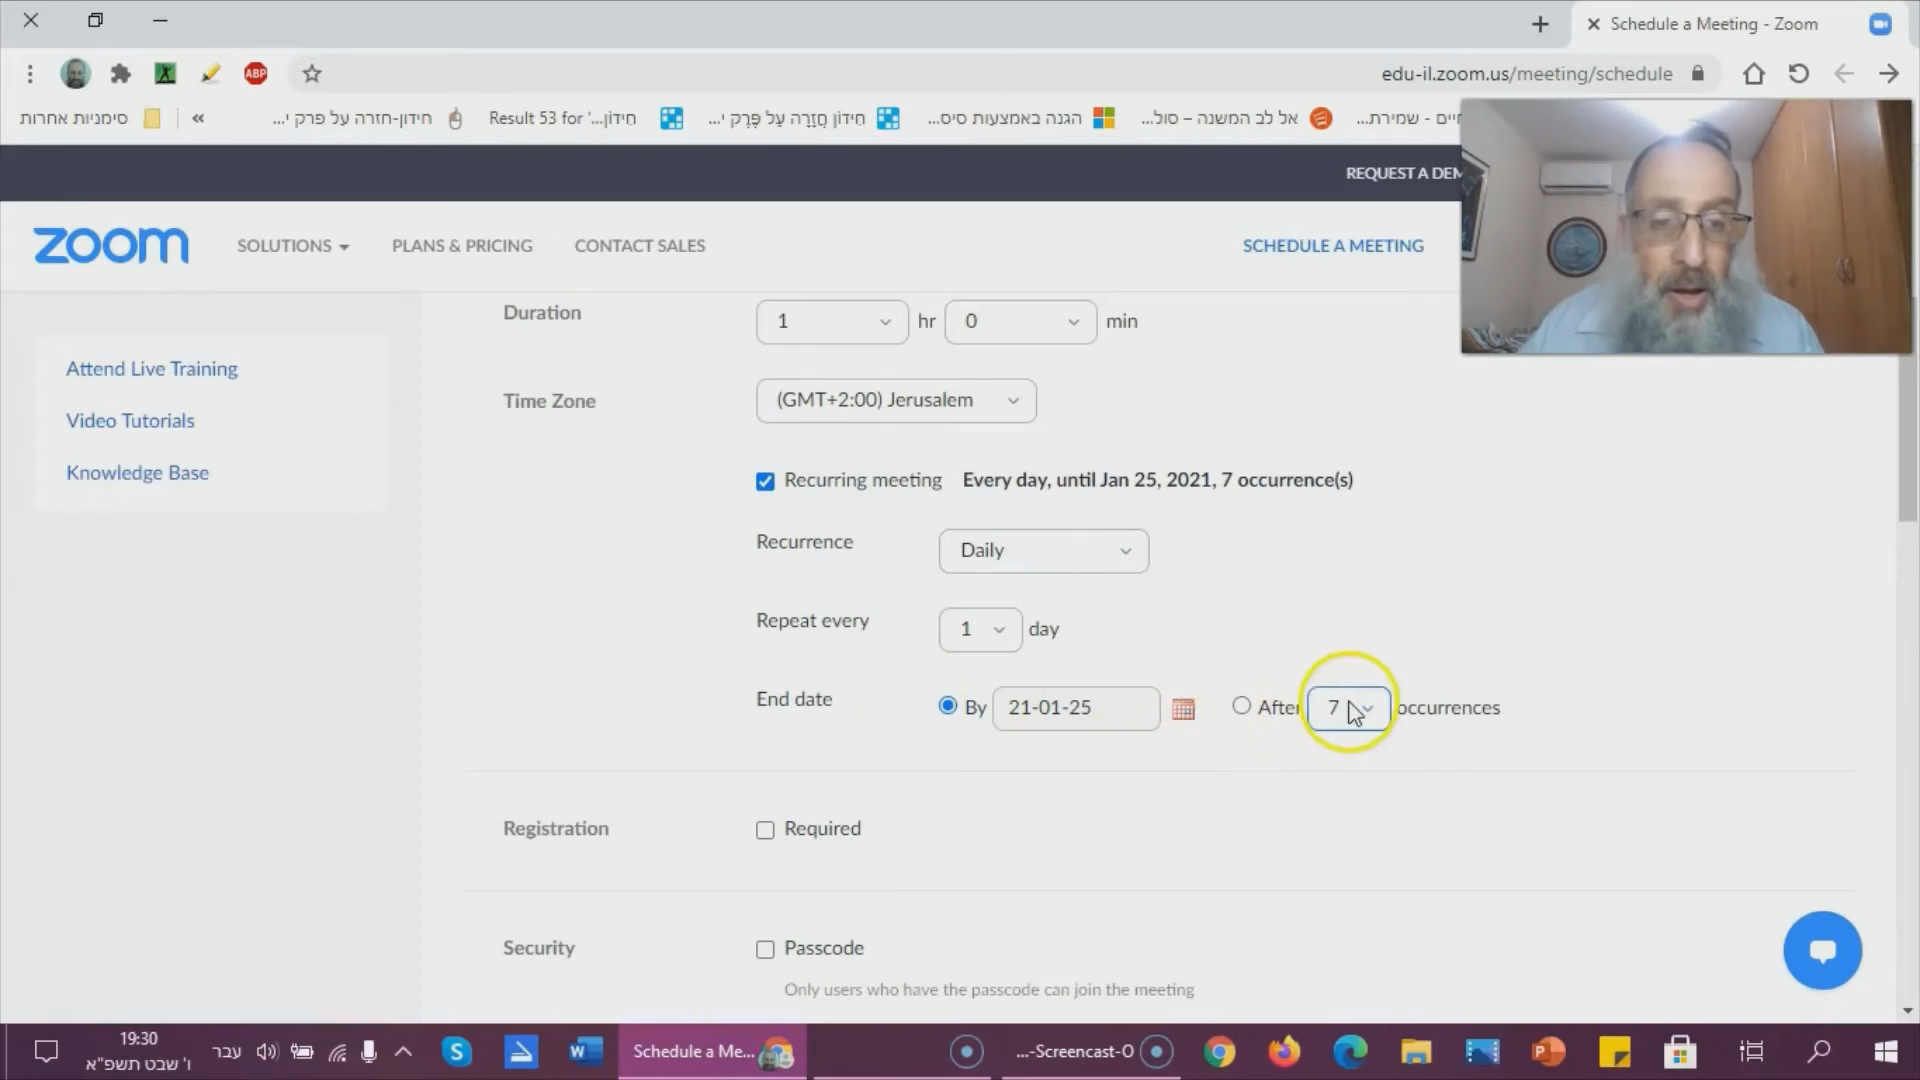 Schedule a Meeting - Zoom
ABP
edu-il.zoom.us/meeting/schedule
סימניות אחרות
«
חידון-חזרה על פרק י...
Result 53 for '...חִידוֹן
חִידוֹן חֲזָרָה עַל פֶּרֶק י...
הגנה באמצעות סיס...
אל לב המשנה – סול...
חיים - שמירת...
REQUEST A DEM
zoom
SOLUTIONS
PLANS & PRICING
CONTACT SALES
SCHEDULE A MEETING
Attend Live Training
Video Tutorials
Knowledge Base
Duration
1 hr 0 min
Time Zone
(GMT+2:00) Jerusalem
Recurring meeting Every day, until Jan 25, 2021, 7 occurrence(s)
Recurrence
Daily
Repeat every
1 day
End date
By 21-01-25 After 7 occurrences
Registration
Required
Security
Passcode
Only users who have the passcode can join the meeting
19:30
ו' שבט תשפ"א
עבר
Schedule a Me...
...-Screencast-O